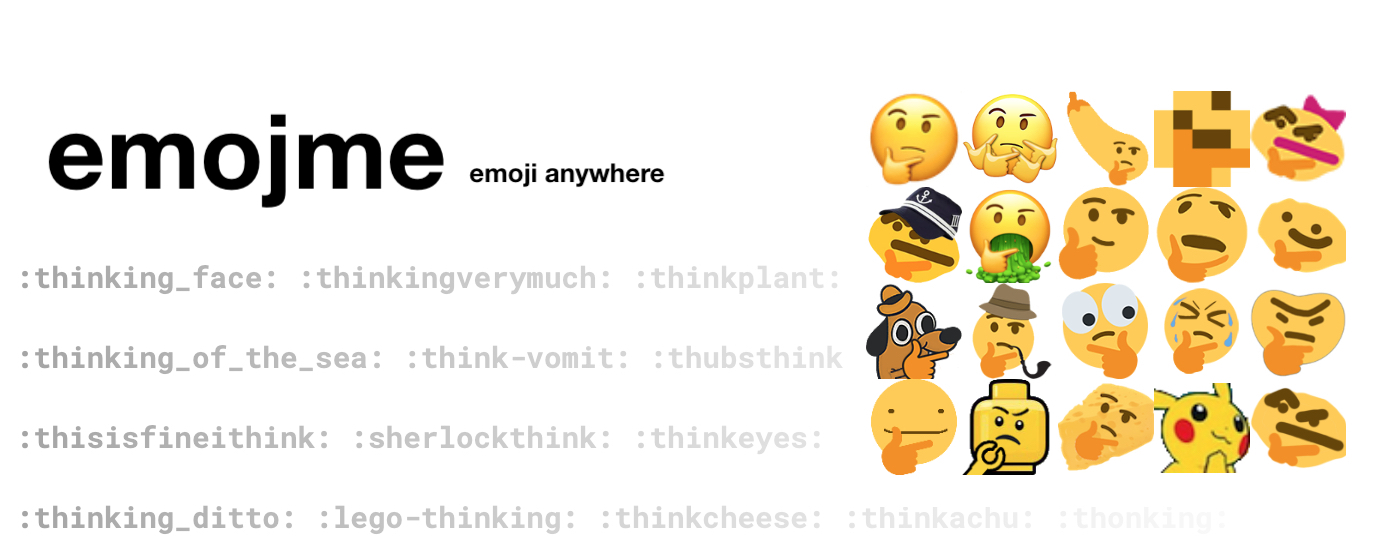 emojme emoji anywhere
:thinking_face: :thinkingverymuch: :thinkplant:
:thinking_of_the_sea: :think-vomit: :thubsthink
:thisisfineithink: :sherlockthink: :thinkeyes:
:thinking_ditto: :lego-thinking: :thinkcheese: :thinkachu: :thonking: